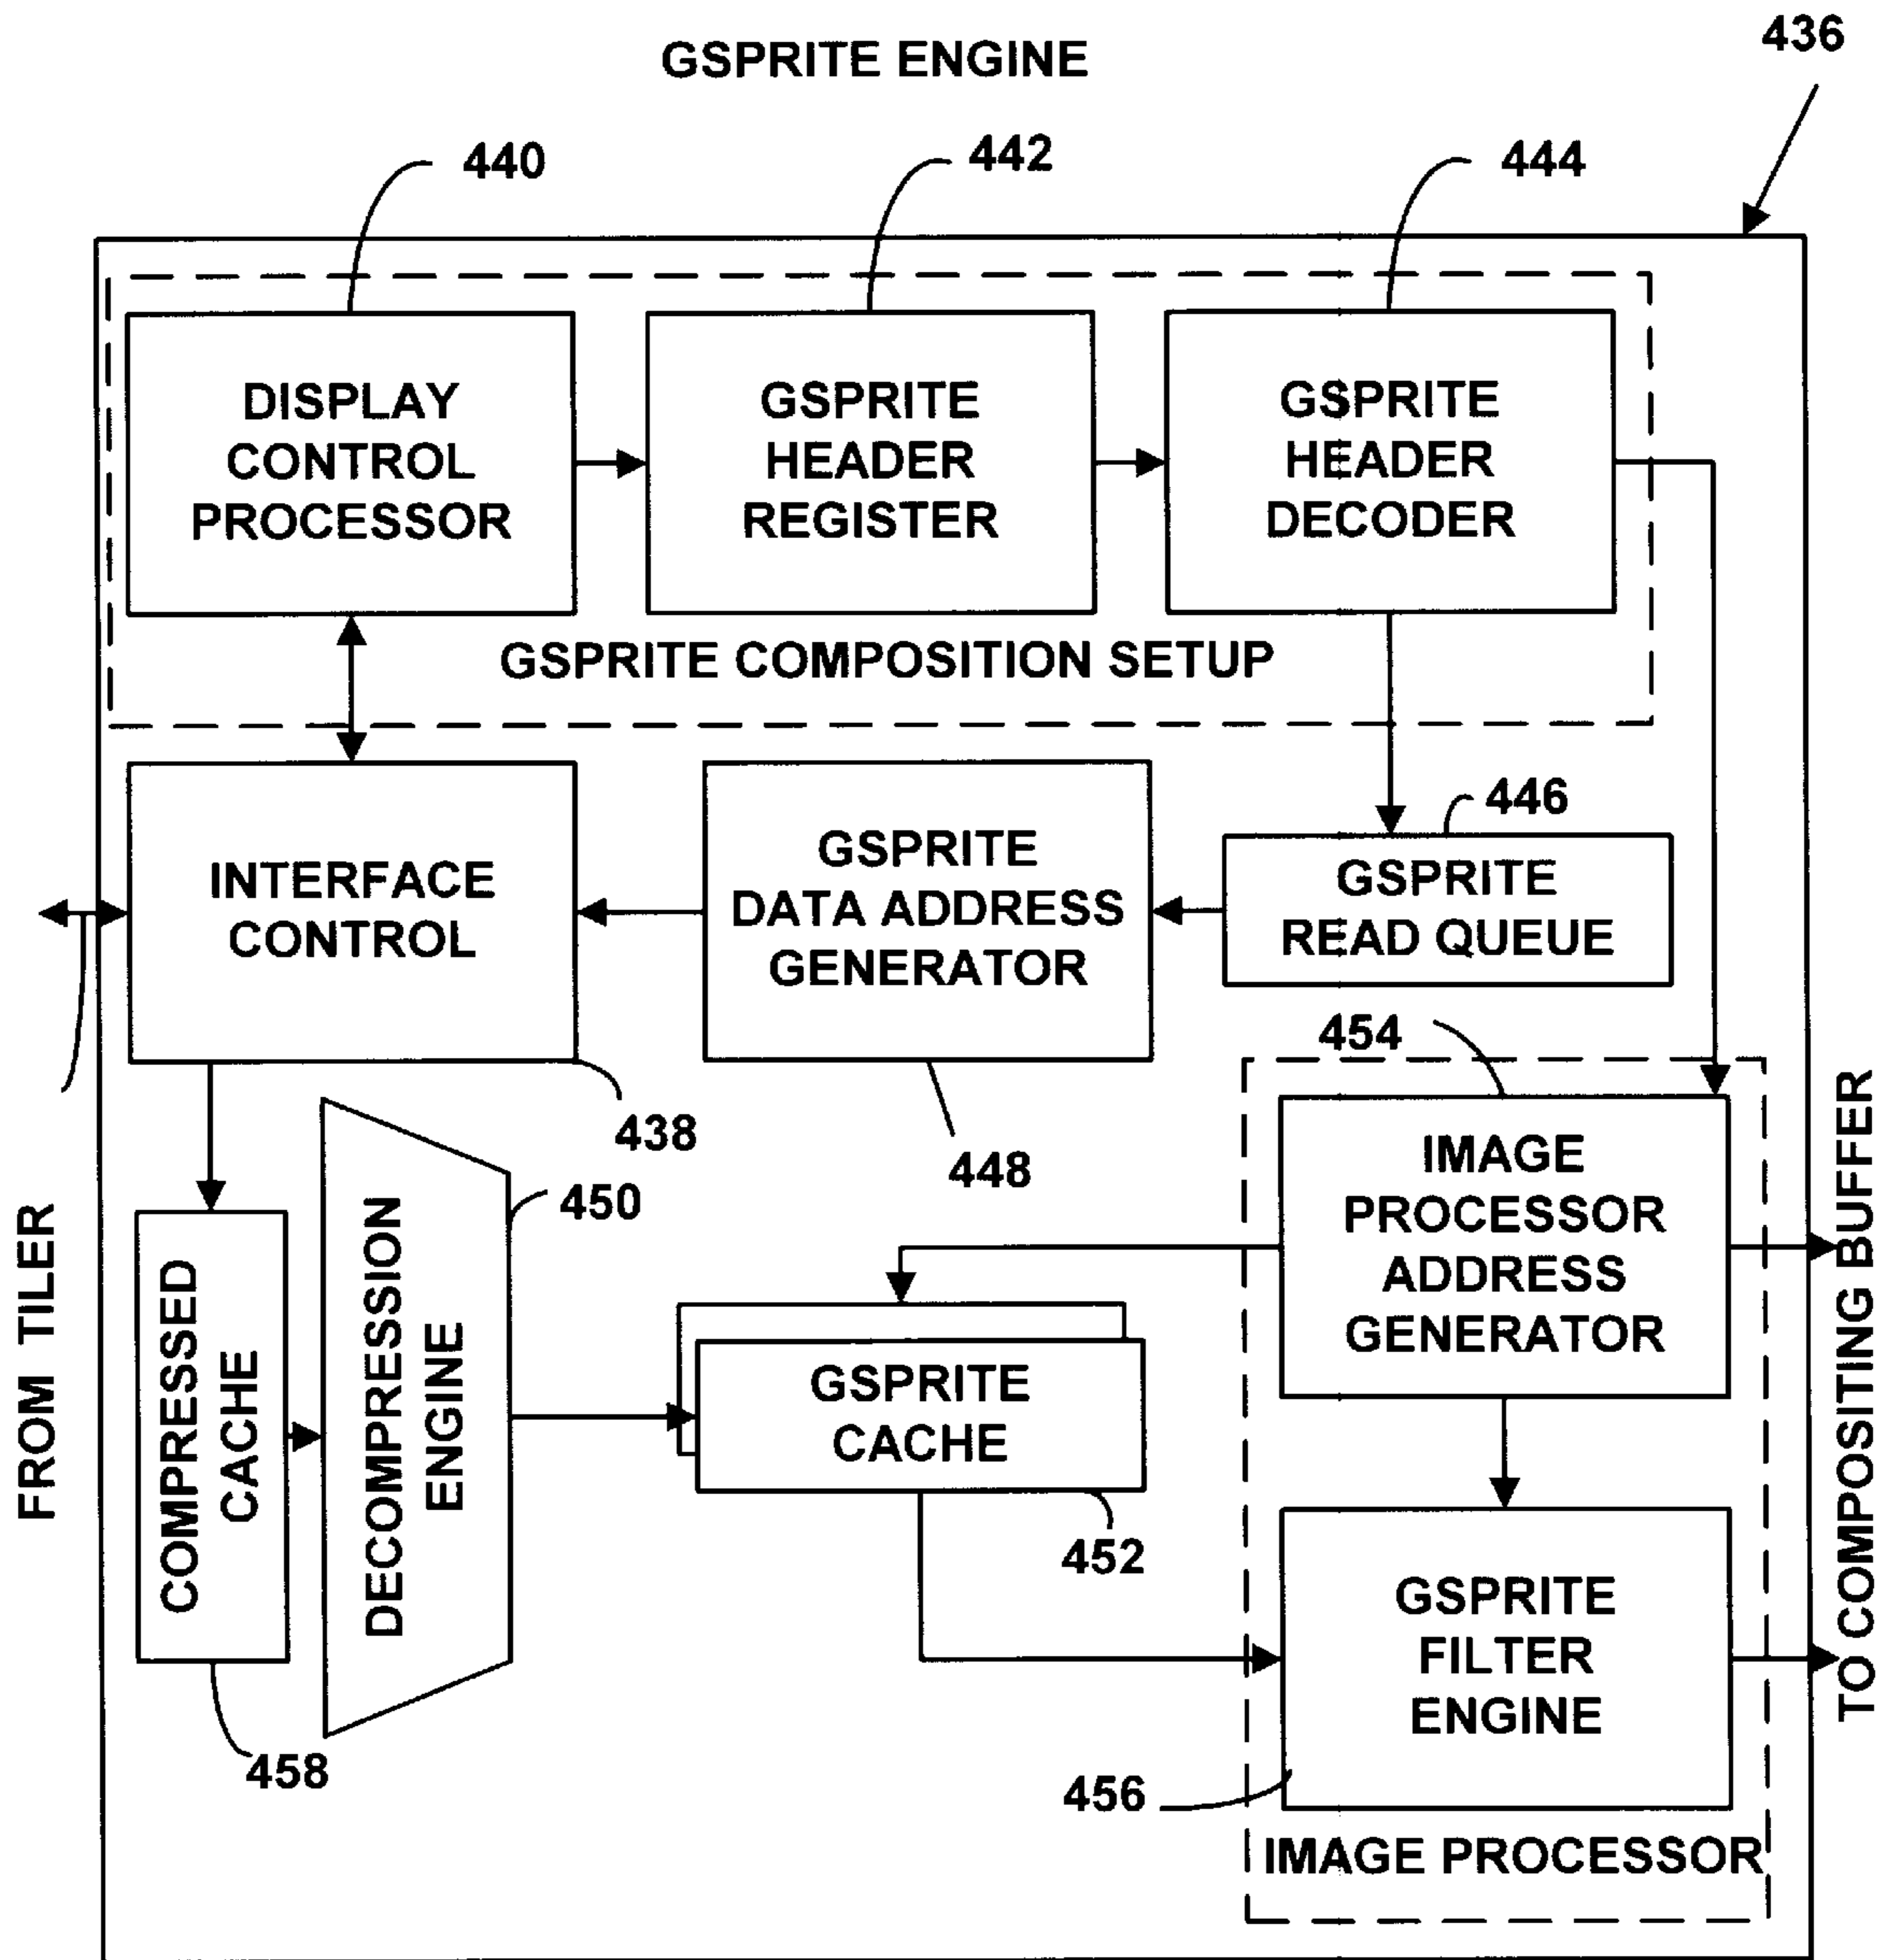 GSPRITE ENGINE
436
440
442
444
DISPLAY
CONTROL
PROCESSOR
GSPRITE
HEADER
REGISTER
GSPRITE
HEADER
DECODER
GSPRITE COMPOSITION SETUP
446
INTERFACE
CONTROL
GSPRITE
DATA ADDRESS
GENERATOR
GSPRITE
READ QUEUE
438
448
454
FROM TILER
COMPRESSED
CACHE
458
DECOMPRESSION
ENGINE
450
GSPRITE
CACHE
452
IMAGE
PROCESSOR
ADDRESS
GENERATOR
GSPRITE
FILTER
ENGINE
456
IMAGE PROCESSOR
TO COMPOSITING BUFFER